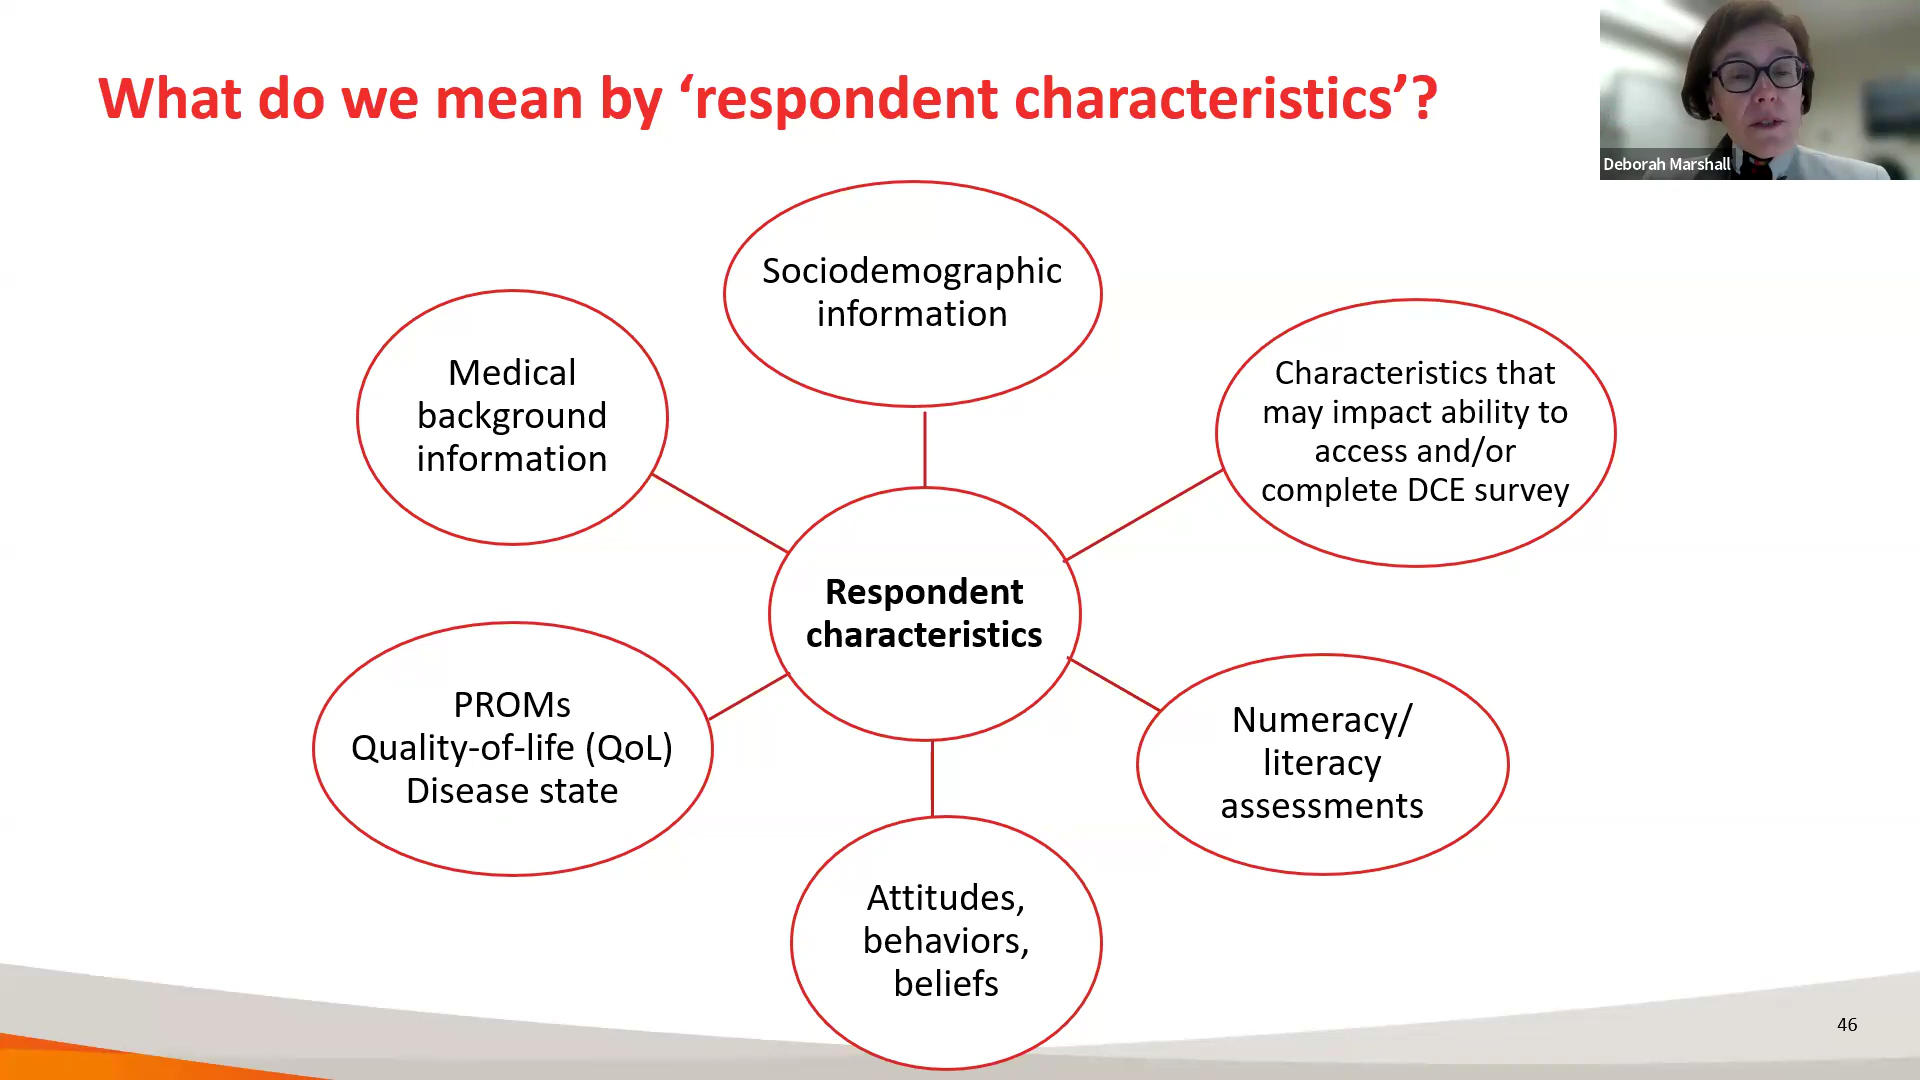 What do we mean by ‘respondent characteristics’?
Deborah Marshall
Sociodemographic
information
Medical
background
information
Characteristics that
may impact ability to
access and/or
complete DCE survey
Respondent
characteristics
PROMs
Quality-of-life (QoL)
Disease state
Numeracy/
literacy
assessments
Attitudes,
behaviors,
beliefs
46